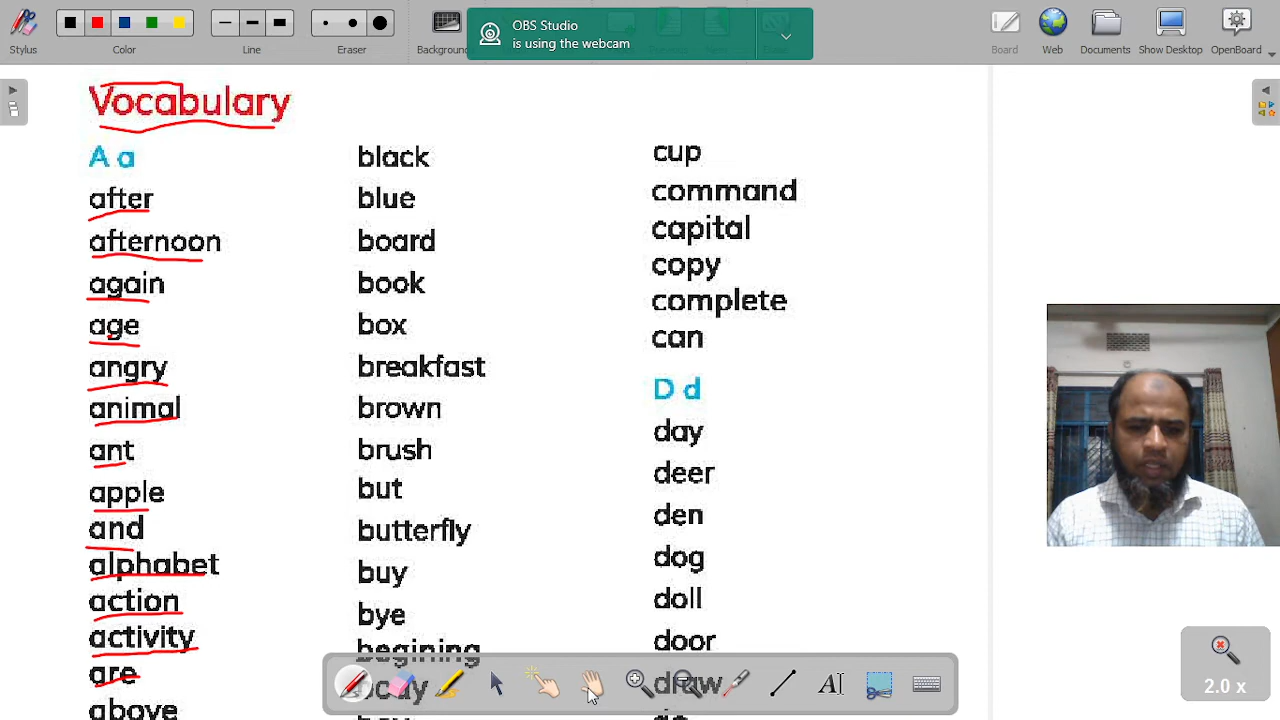 Stylus
Color
Line
Eraser
OBS Studio
is using the webcam
Board
Web
Documents
Show Desktop
OpenBoard
Vocabulary
A a
after
afternoon
again
age
angry
animal
ant
apple
and
alphabet
action
activity
are
above
black
blue
board
book
box
breakfast
brown
brush
but
butterfly
buy
bye
begining
cup
command
capital
copy
complete
can
D d
day
deer
den
dog
doll
door
draw
2.0 x